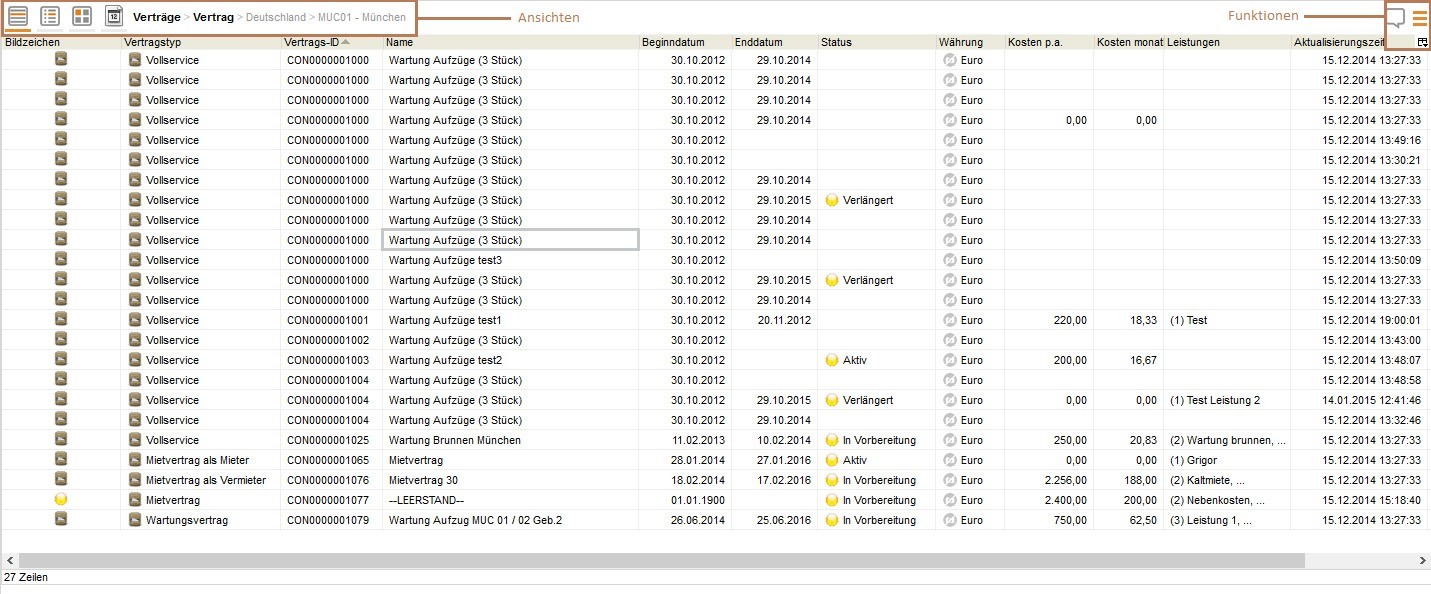 12 Verträge > Vertrag > Deutschland > MUC01 - München Ansichten Funktionen
Bildzeichen Vertragstyp Vertrags-ID Name Beginndatum Enddatum Status Währung Kosten p.a. Kosten monat Leistungen Aktualisierungszeit
Vollservice CON0000001000 Wartung Aufzüge (3 Stück) 30.10.2012 29.10.2014 Euro 15.12.2014 13:27:33
Vollservice CON0000001000 Wartung Aufzüge (3 Stück) 30.10.2012 29.10.2014 Euro 15.12.2014 13:27:33
Vollservice CON0000001000 Wartung Aufzüge (3 Stück) 30.10.2012 29.10.2014 Euro 15.12.2014 13:27:33
Vollservice CON0000001000 Wartung Aufzüge (3 Stück) 30.10.2012 29.10.2014 Euro 0,00 0,00 15.12.2014 13:27:33
Vollservice CON0000001000 Wartung Aufzüge (3 Stück) 30.10.2012 Euro 15.12.2014 13:49:16
Vollservice CON0000001000 Wartung Aufzüge (3 Stück) 30.10.2012 Euro 15.12.2014 13:30:21
Vollservice CON0000001000 Wartung Aufzüge (3 Stück) 30.10.2012 29.10.2014 Euro 15.12.2014 13:27:33
Vollservice CON0000001000 Wartung Aufzüge (3 Stück) 30.10.2012 29.10.2015 Verlängert Euro 15.12.2014 13:27:33
Vollservice CON0000001000 Wartung Aufzüge (3 Stück) 30.10.2012 29.10.2014 Euro 15.12.2014 13:27:33
Vollservice CON0000001000 Wartung Aufzüge (3 Stück) 30.10.2012 29.10.2014 Euro 15.12.2014 13:27:33
Vollservice CON0000001000 Wartung Aufzüge test3 30.10.2012 Euro 15.12.2014 13:50:09
Vollservice CON0000001000 Wartung Aufzüge (3 Stück) 30.10.2012 29.10.2015 Verlängert Euro 15.12.2014 13:27:33
Vollservice CON0000001000 Wartung Aufzüge (3 Stück) 30.10.2012 29.10.2014 Euro 15.12.2014 13:27:33
Vollservice CON0000001001 Wartung Aufzüge test1 30.10.2012 20.11.2012 Euro 220,00 18,33 (1) Test 15.12.2014 19:00:01
Vollservice CON0000001002 Wartung Aufzüge (3 Stück) 30.10.2012 Euro 15.12.2014 13:43:00
Vollservice CON0000001003 Wartung Aufzüge test2 30.10.2012 Aktiv Euro 200,00 16,67 15.12.2014 13:48:07
Vollservice CON0000001004 Wartung Aufzüge (3 Stück) 30.10.2012 Euro 15.12.2014 13:48:58
Vollservice CON0000001004 Wartung Aufzüge (3 Stück) 30.10.2012 29.10.2015 Verlängert Euro 0,00 0,00 (1) Test Leistung 2 14.01.2015 12:41:46
Vollservice CON0000001004 Wartung Aufzüge (3 Stück) 30.10.2012 29.10.2014 Euro 15.12.2014 13:32:46
Vollservice CON0000001025 Wartung Brunnen München 11.02.2013 10.02.2014 In Vorbereitung Euro 250,00 20,83 (2) Wartung brunnen, ... 15.12.2014 13:27:33
Mietvertrag als Mieter CON0000001065 Mietvertrag 28.01.2014 27.01.2016 Aktiv Euro 0,00 0,00 (1) Grigor 15.12.2014 13:27:33
Mietvertrag als Vermieter CON0000001076 Mietvertrag 30 18.02.2014 17.02.2016 In Vorbereitung Euro 2.256,00 188,00 (2) Kaltmiete, ... 15.12.2014 13:27:33
Mietvertrag CON0000001077 --LEERSTAND-- 01.01.1900 In Vorbereitung Euro 2.400,00 200,00 (2) Nebenkosten, ... 15.12.2014 15:18:40
Wartungsvertrag CON0000001079 Wartung Aufzug MUC 01 / 02 Geb.2 26.06.2014 25.06.2016 In Vorbereitung Euro 750,00 62,50 (3) Leistung 1, ... 15.12.2014 13:27:33
27 Zeilen